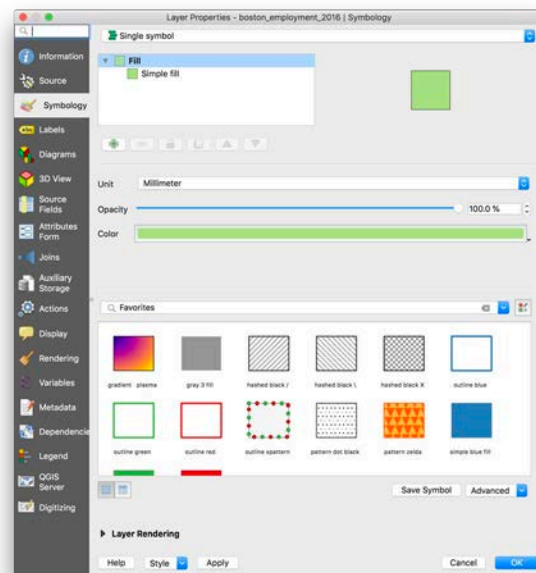 Layer Properties - boston_employment_2016 | Symbology
Single symbol
Information
Source
Symbology
Labels
Diagrams
3D View
Source
Fields
Attributes
Form
Joins
Auxiliary
Storage
Actions
Display
Rendering
Variables
Metadata
Dependencie
Legend
QGIS
Server
Digitizing
Fill
Simple fill
Unit Millimeter
Opacity 100.0 %
Color
Favorites
gradient plasma gray 3 fill hashed black / hashed black \ hashed black X outline blue
outline green outline red outline xpattern pattern dot black pattern zelda simple blue fill
Save Symbol Advanced
Layer Rendering
Help Style Apply Cancel OK